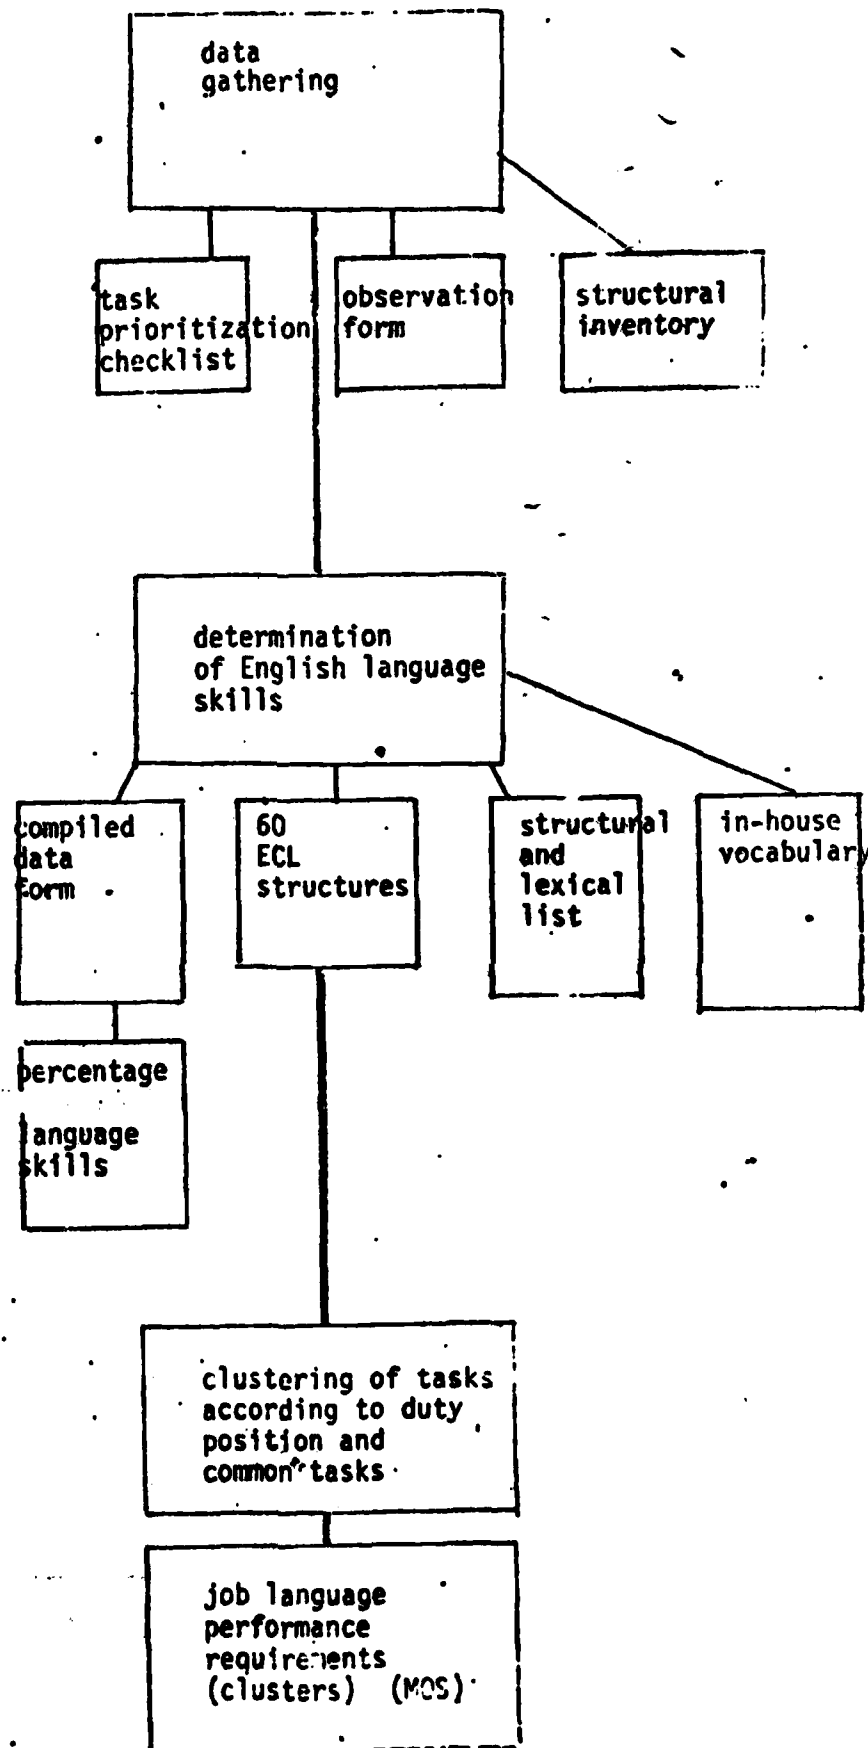 data
gathering
task
prioritization
checklist
observation
form
structural
inventory
determination
of English language
skills
compiled
data
form
60
ECL
structures
structural
and
lexical
list
in-house
vocabulary
percentage
language
skills
clustering of tasks
according to duty
position and
common tasks
job language
performance
requirements
(clusters) (MOS)